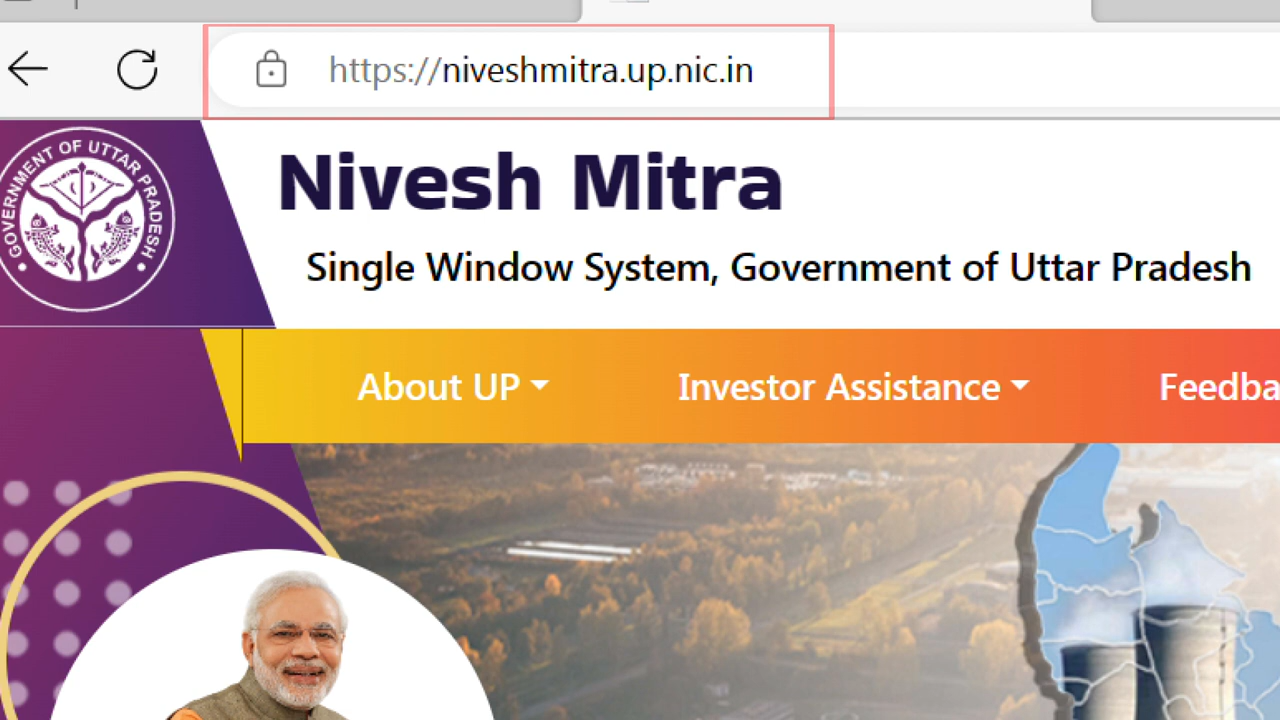 https://niveshmitra.up.nic.in
GOVERNMENT OF UTTAR PRADESH
Nivesh Mitra
Single Window System, Government of Uttar Pradesh
About UP
Investor Assistance
Feedba